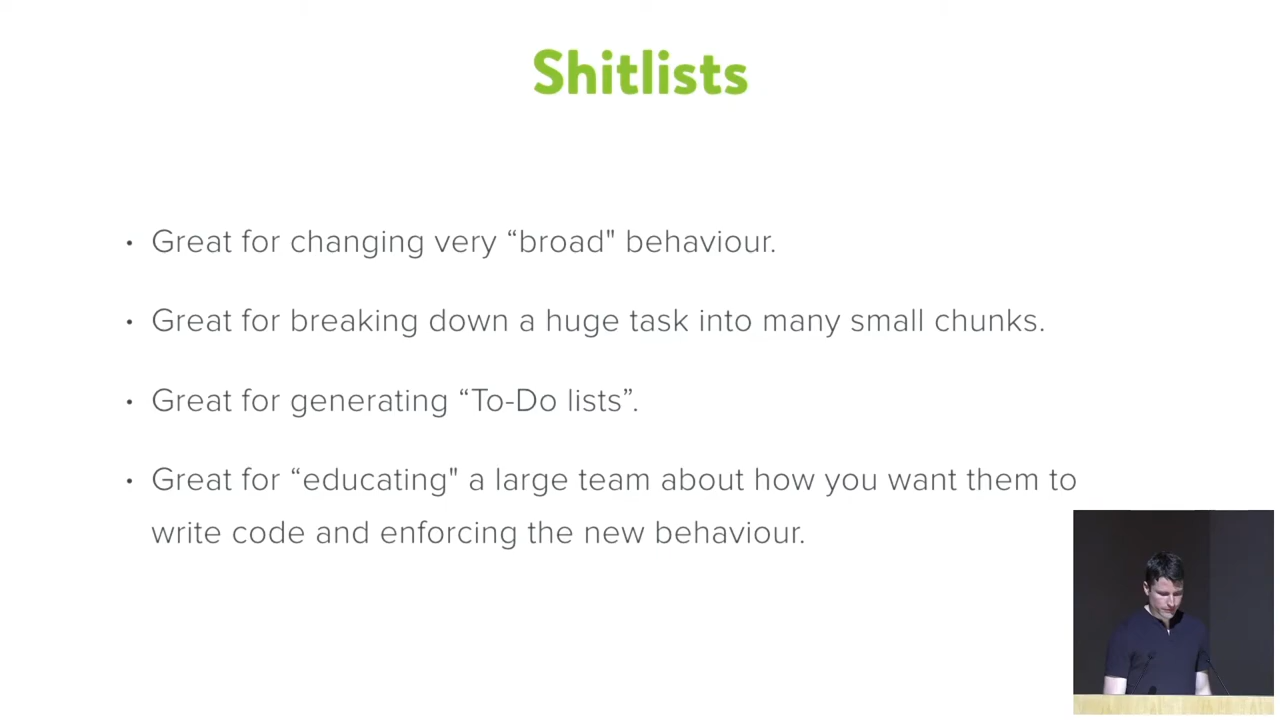 Shitlists
• Great for changing very “broad" behaviour.
• Great for breaking down a huge task into many small chunks.
• Great for generating “To-Do lists”.
• Great for “educating" a large team about how you want them to
write code and enforcing the new behaviour.